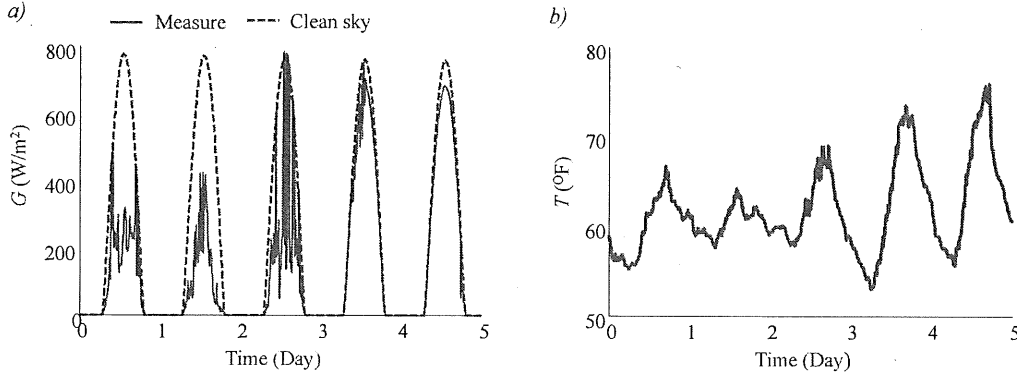 a)
Measure
Clean sky
800
600
400
200
0
G (W/m²)
0 1 2 3 4 5
Time (Day)
b)
80
70
60
50
T (°F)
0 1 2 3 4 5
Time (Day)